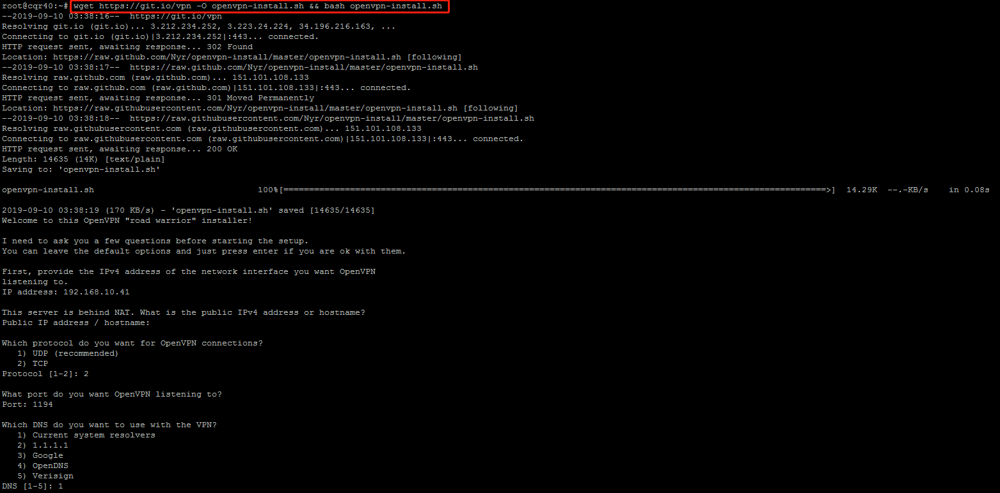 root@cqr40:~# wget https://git.io/vpn -O openvpn-install.sh && bash openvpn-install.sh
--2019-09-10 03:38:16--  https://git.io/vpn
Resolving git.io (git.io)... 3.212.234.252, 3.223.24.224, 34.196.216.163, ...
Connecting to git.io (git.io)|3.212.234.252|:443... connected.
HTTP request sent, awaiting response... 302 Found
Location: https://raw.github.com/Nyr/openvpn-install/master/openvpn-install.sh [following]
--2019-09-10 03:38:17--  https://raw.github.com/Nyr/openvpn-install/master/openvpn-install.sh
Resolving raw.github.com (raw.github.com)... 151.101.108.133
Connecting to raw.github.com (raw.github.com)|151.101.108.133|:443... connected.
HTTP request sent, awaiting response... 301 Moved Permanently
Location: https://raw.githubusercontent.com/Nyr/openvpn-install/master/openvpn-install.sh [following]
--2019-09-10 03:38:18--  https://raw.githubusercontent.com/Nyr/openvpn-install/master/openvpn-install.sh
Resolving raw.githubusercontent.com (raw.githubusercontent.com)... 151.101.108.133
Connecting to raw.githubusercontent.com (raw.githubusercontent.com)|151.101.108.133|:443... connected.
HTTP request sent, awaiting response... 200 OK
Length: 14635 (14K) [text/plain]
Saving to: 'openvpn-install.sh'
openvpn-install.sh 100%[==========================================================================================================>] 14.29K --.-KB/s in 0.08s
2019-09-10 03:38:19 (170 KB/s) - 'openvpn-install.sh' saved [14635/14635]
Welcome to this OpenVPN "road warrior" installer!
I need to ask you a few questions before starting the setup.
You can leave the default options and just press enter if you are ok with them.
First, provide the IPv4 address of the network interface you want OpenVPN
listening to.
IP address: 192.168.10.41
This server is behind NAT. What is the public IPv4 address or hostname?
Public IP address / hostname:
Which protocol do you want for OpenVPN connections?
1) UDP (recommended)
2) TCP
Protocol [1-2]: 2
What port do you want OpenVPN listening to?
Port: 1194
Which DNS do you want to use with the VPN?
1) Current system resolvers
2) 1.1.1.1
3) Google
4) OpenDNS
5) Verisign
DNS [1-5]: 1